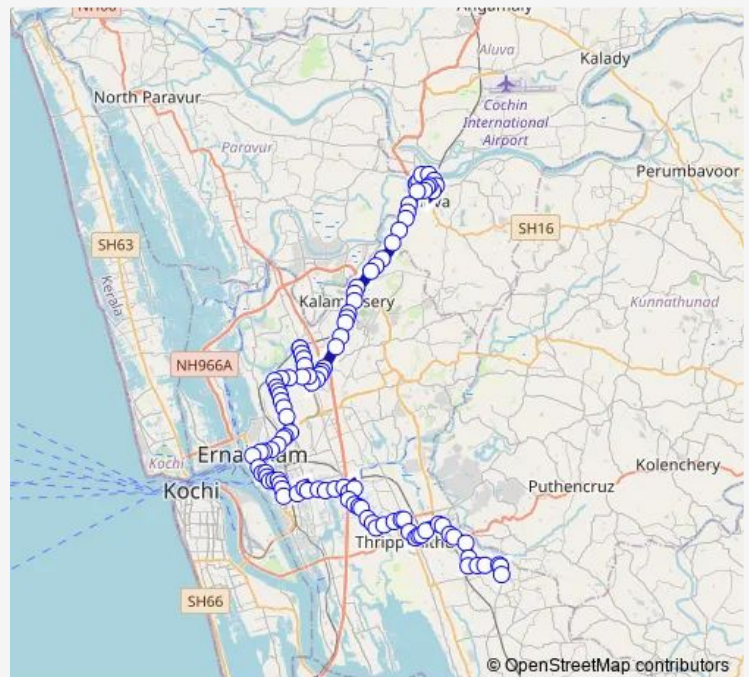 Aluva
Kalady
North Paravur
Cochin
International
Airport
Paravur
Perumbavoor
SH16
SH63
Kerala
Kunnathunad
NH966A
Kochi
Kolenchery
Kochi
Puthencruz
SH66
© OpenStreetMap contributors